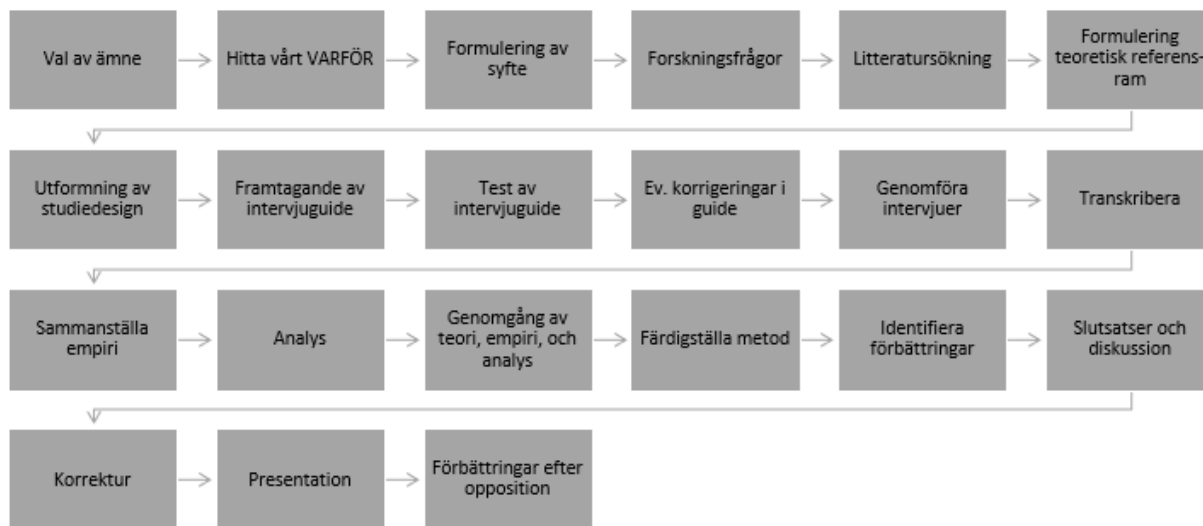 Val av ämne
Hitta vårt VARFÖR
Formulering av
syfte
Forskningsfrågor
Litteratursökning
Formulering
teoretisk referens-
ram
Utformning av
studiedesign
Framtagande av
intervjuguide
Test av
intervjuguide
Ev. korrigeringar i
guide
Genomföra
intervjuer
Transkribera
Sammanställa
empiri
Analys
Genomgång av
teori, empiri, och
analys
Färdigställa metod
Identifiera
förbättringar
Slutsatser och
diskussion
Korrektur
Presentation
Förbättringar efter
opposition